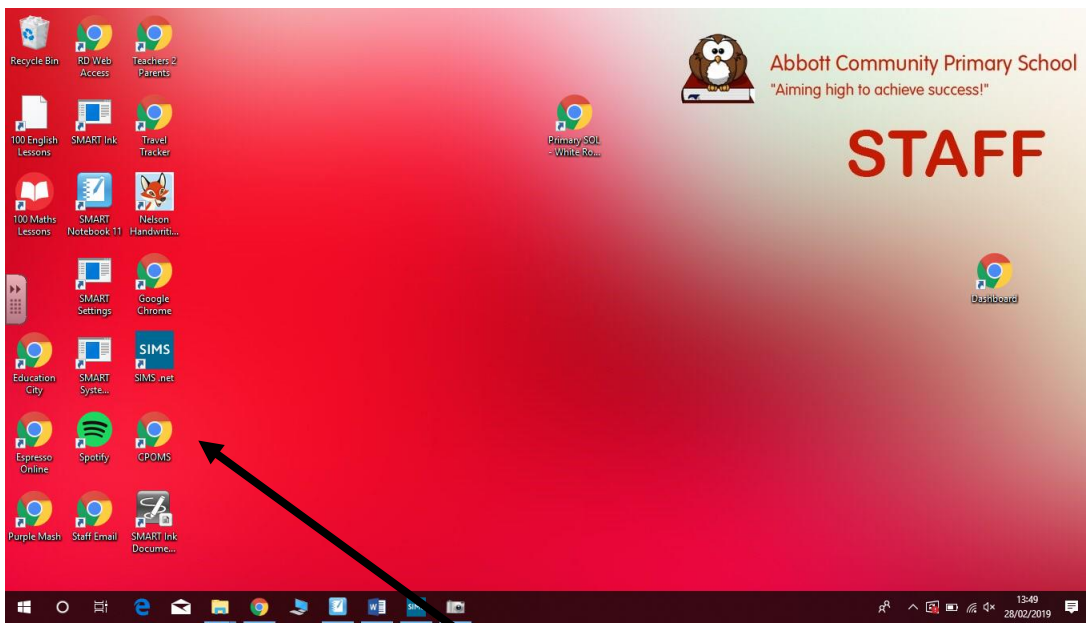 Recycle Bin
RD Web
Access
Teachers 2
Parents
100 English
Lessons
SMART Ink
Travel
Tracker
100 Maths
Lessons
SMART
Notebook 11
Nelson
Handwriti...
SMART
Settings
Google
Chrome
Education
City
SMART
Syste...
SIMS
SIMS .net
Espresso
Online
Spotify
CPOMS
Purple Mash
Staff Email
SMART Ink
Docume...
Primary SOL
- White Ro...
Abbott Community Primary School
"Aiming high to achieve success!"
STAFF
Dashboard
13:49
28/02/2019